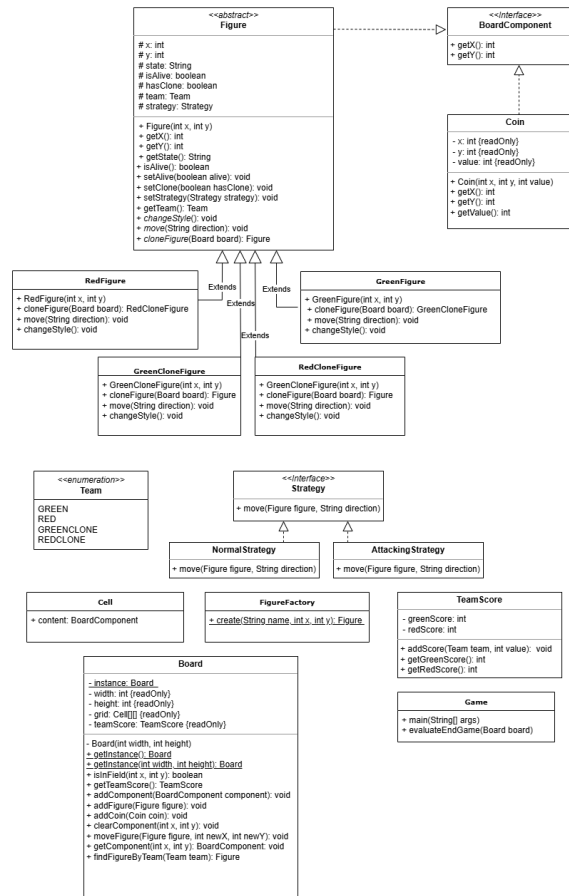 <<abstract>>
Figure
# x: int
# y: int
# state: String
# isAlive: boolean
# hasClone: boolean
# team: Team
# strategy: Strategy
+ Figure(int x, int y)
+ getX(): int
+ getY(): int
+ getState(): String
+ isAlive(): boolean
+ setAlive(boolean alive): void
+ setClone(boolean hasClone): void
+ setStrategy(Strategy strategy): void
+ getTeam(): Team
+ changeStyle(): void
+ move(String direction): void
+ cloneFigure(Board board): Figure
<<Interface>>
BoardComponent
+ getX(): int
+ getY(): int
Coin
- x: int {readOnly}
- y: int {readOnly}
- value: int {readOnly}
+ Coin(int x, int y, int value)
+ getX(): int
+ getY(): int
+ getValue(): int
Extends
Extends
Extends
Extends
RedFigure
+ RedFigure(int x, int y)
+ cloneFigure(Board board): RedCloneFigure
+ move(String direction): void
+ changeStyle(): void
GreenFigure
+ GreenFigure(int x, int y)
+ cloneFigure(Board board): GreenCloneFigure
+ move(String direction): void
+ changeStyle(): void
GreenCloneFigure
+ GreenCloneFigure(int x, int y)
+ cloneFigure(Board board): Figure
+ move(String direction): void
+ changeStyle(): void
RedCloneFigure
+ GreenCloneFigure(int x, int y)
+ cloneFigure(Board board): Figure
+ move(String direction): void
+ changeStyle(): void
<<enumeration>>
Team
GREEN
RED
GREENCLONE
REDCLONE
<<Interface>>
Strategy
+ move(Figure figure, String direction)
NormalStrategy
+ move(Figure figure, String direction)
AttackingStrategy
+ move(Figure figure, String direction)
Cell
+ content: BoardComponent
FigureFactory
+ create(String name, int x, int y): Figure
TeamScore
- greenScore: int
- redScore: int
+ addScore(Team team, int value): void
+ getGreenScore(): int
+ getRedScore(): int
Game
+ main(String[] args)
+ evaluateEndGame(Board board)
Board
- instance: Board
- width: int {readOnly}
- height: int {readOnly}
- grid: Cell[][] {readOnly}
- teamScore: TeamScore {readOnly}
- Board(int width, int height)
+ getInstance(): Board
+ getInstance(int width, int height): Board
+ isInField(int x, int y): boolean
+ getTeamScore(): TeamScore
+ addComponent(BoardComponent component): void
+ addFigure(Figure figure): void
+ addCoin(Coin coin): void
+ clearComponent(int x, int y): void
+ moveFigure(Figure figure, int newX, int newY): void
+ getComponent(int x, int y): BoardComponent: void
+ findFigureByTeam(Team team): Figure